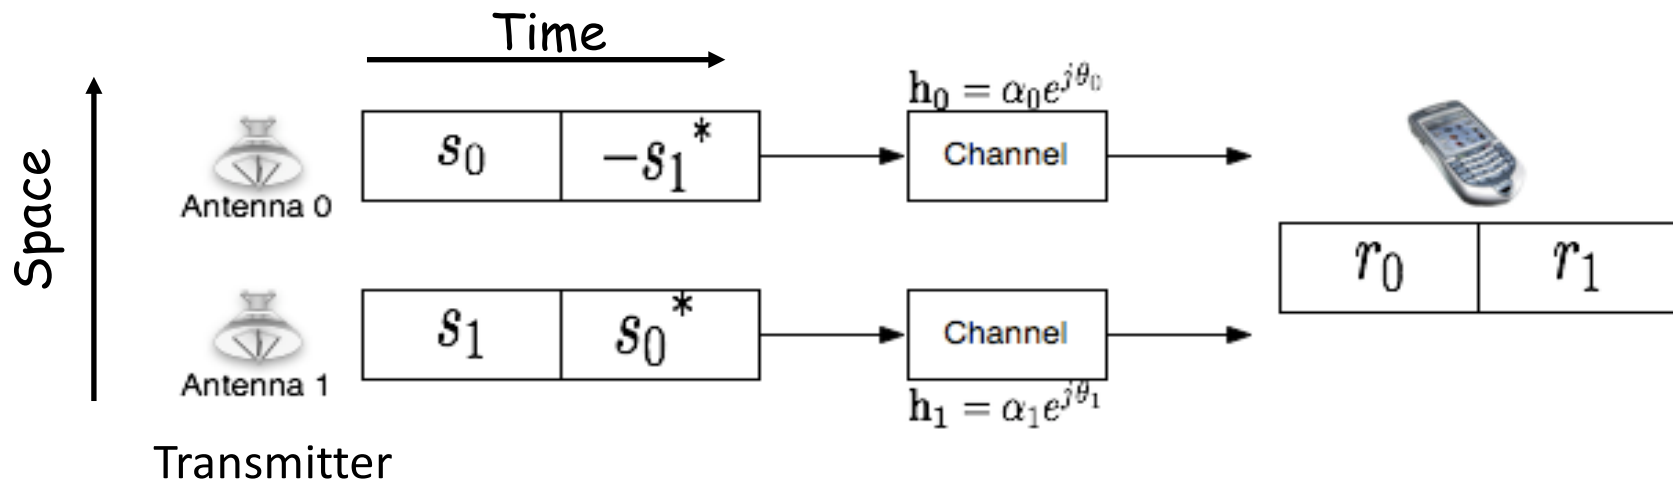 Time
Space
h₀ = α₀e^{jθ₀}
s₀
−s₁*
Channel
Antenna 0
r₀
r₁
s₁
s₀*
Channel
Antenna 1
h₁ = α₁e^{jθ₁}
Transmitter